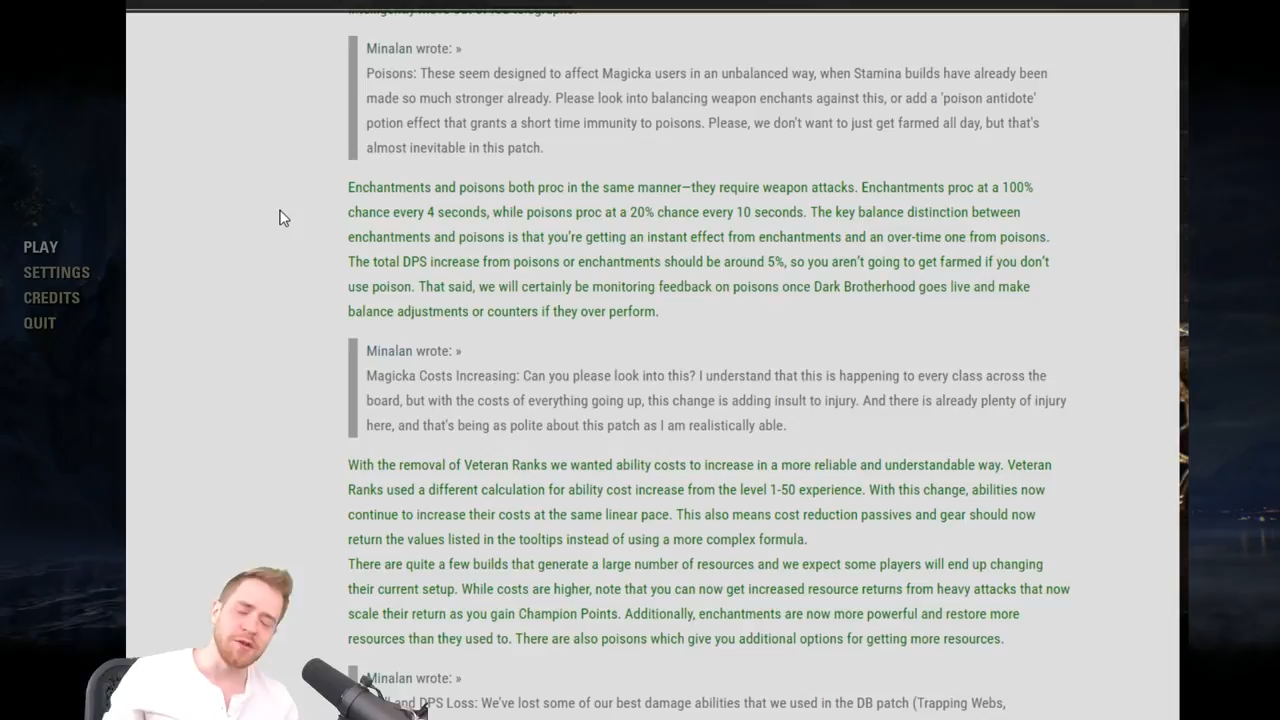 Minalan wrote: »
Poisons: These seem designed to affect Magicka users in an unbalanced way, when Stamina builds have already been
made so much stronger already. Please look into balancing weapon enchants against this, or add a 'poison antidote'
potion effect that grants a short time immunity to poisons. Please, we don't want to just get farmed all day, but that's
almost inevitable in this patch.
Enchantments and poisons both proc in the same manner—they require weapon attacks. Enchantments proc at a 100%
chance every 4 seconds, while poisons proc at a 20% chance every 10 seconds. The key balance distinction between
enchantments and poisons is that you're getting an instant effect from enchantments and an over-time one from poisons.
The total DPS increase from poisons or enchantments should be around 5%, so you aren't going to get farmed if you don't
use poison. That said, we will certainly be monitoring feedback on poisons once Dark Brotherhood goes live and make
balance adjustments or counters if they over perform.
PLAY
SETTINGS
CREDITS
QUIT
Minalan wrote: »
Magicka Costs Increasing: Can you please look into this? I understand that this is happening to every class across the
board, but with the costs of everything going up, this change is adding insult to injury. And there is already plenty of injury
here, and that's being as polite about this patch as I am realistically able.
With the removal of Veteran Ranks we wanted ability costs to increase in a more reliable and understandable way. Veteran
Ranks used a different calculation for ability cost increase from the level 1-50 experience. With this change, abilities now
continue to increase their costs at the same linear pace. This also means cost reduction passives and gear should now
return the values listed in the tooltips instead of using a more complex formula.
There are quite a few builds that generate a large number of resources and we expect some players will end up changing
their current setup. While costs are higher, note that you can now get increased resource returns from heavy attacks that now
scale their return as you gain Champion Points. Additionally, enchantments are now more powerful and restore more
resources than they used to. There are also poisons which give you additional options for getting more resources.
Minalan wrote: »
and DPS Loss: We've lost some of our best damage abilities that we used in the DB patch (Trapping Webs,